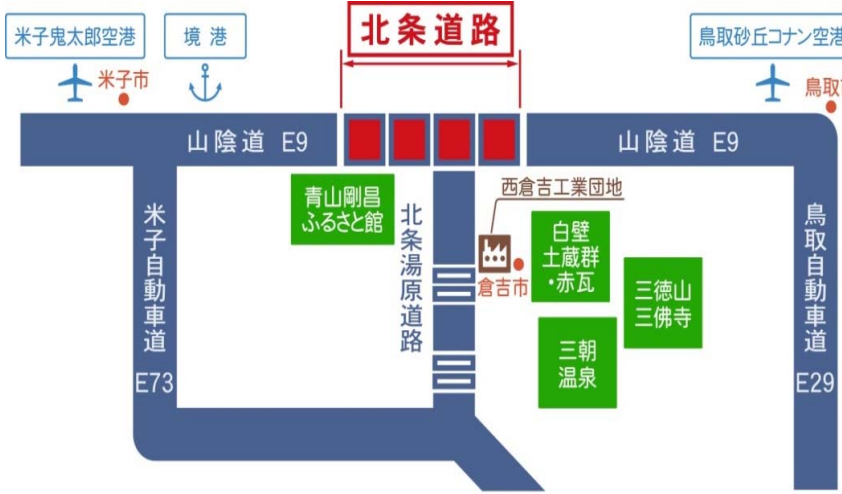 北条道路
米子鬼太郎空港
境港
鳥取砂丘コナン空港
米子市
鳥取
山陰道 E9
山陰道 E9
青山剛昌
ふるさと館
西倉吉工業団地
白壁
土蔵群
・赤瓦
倉吉市
三徳山
三佛寺
三朝
温泉
米子自動車道
E73
北条湯原道路
鳥取自動車道
E29